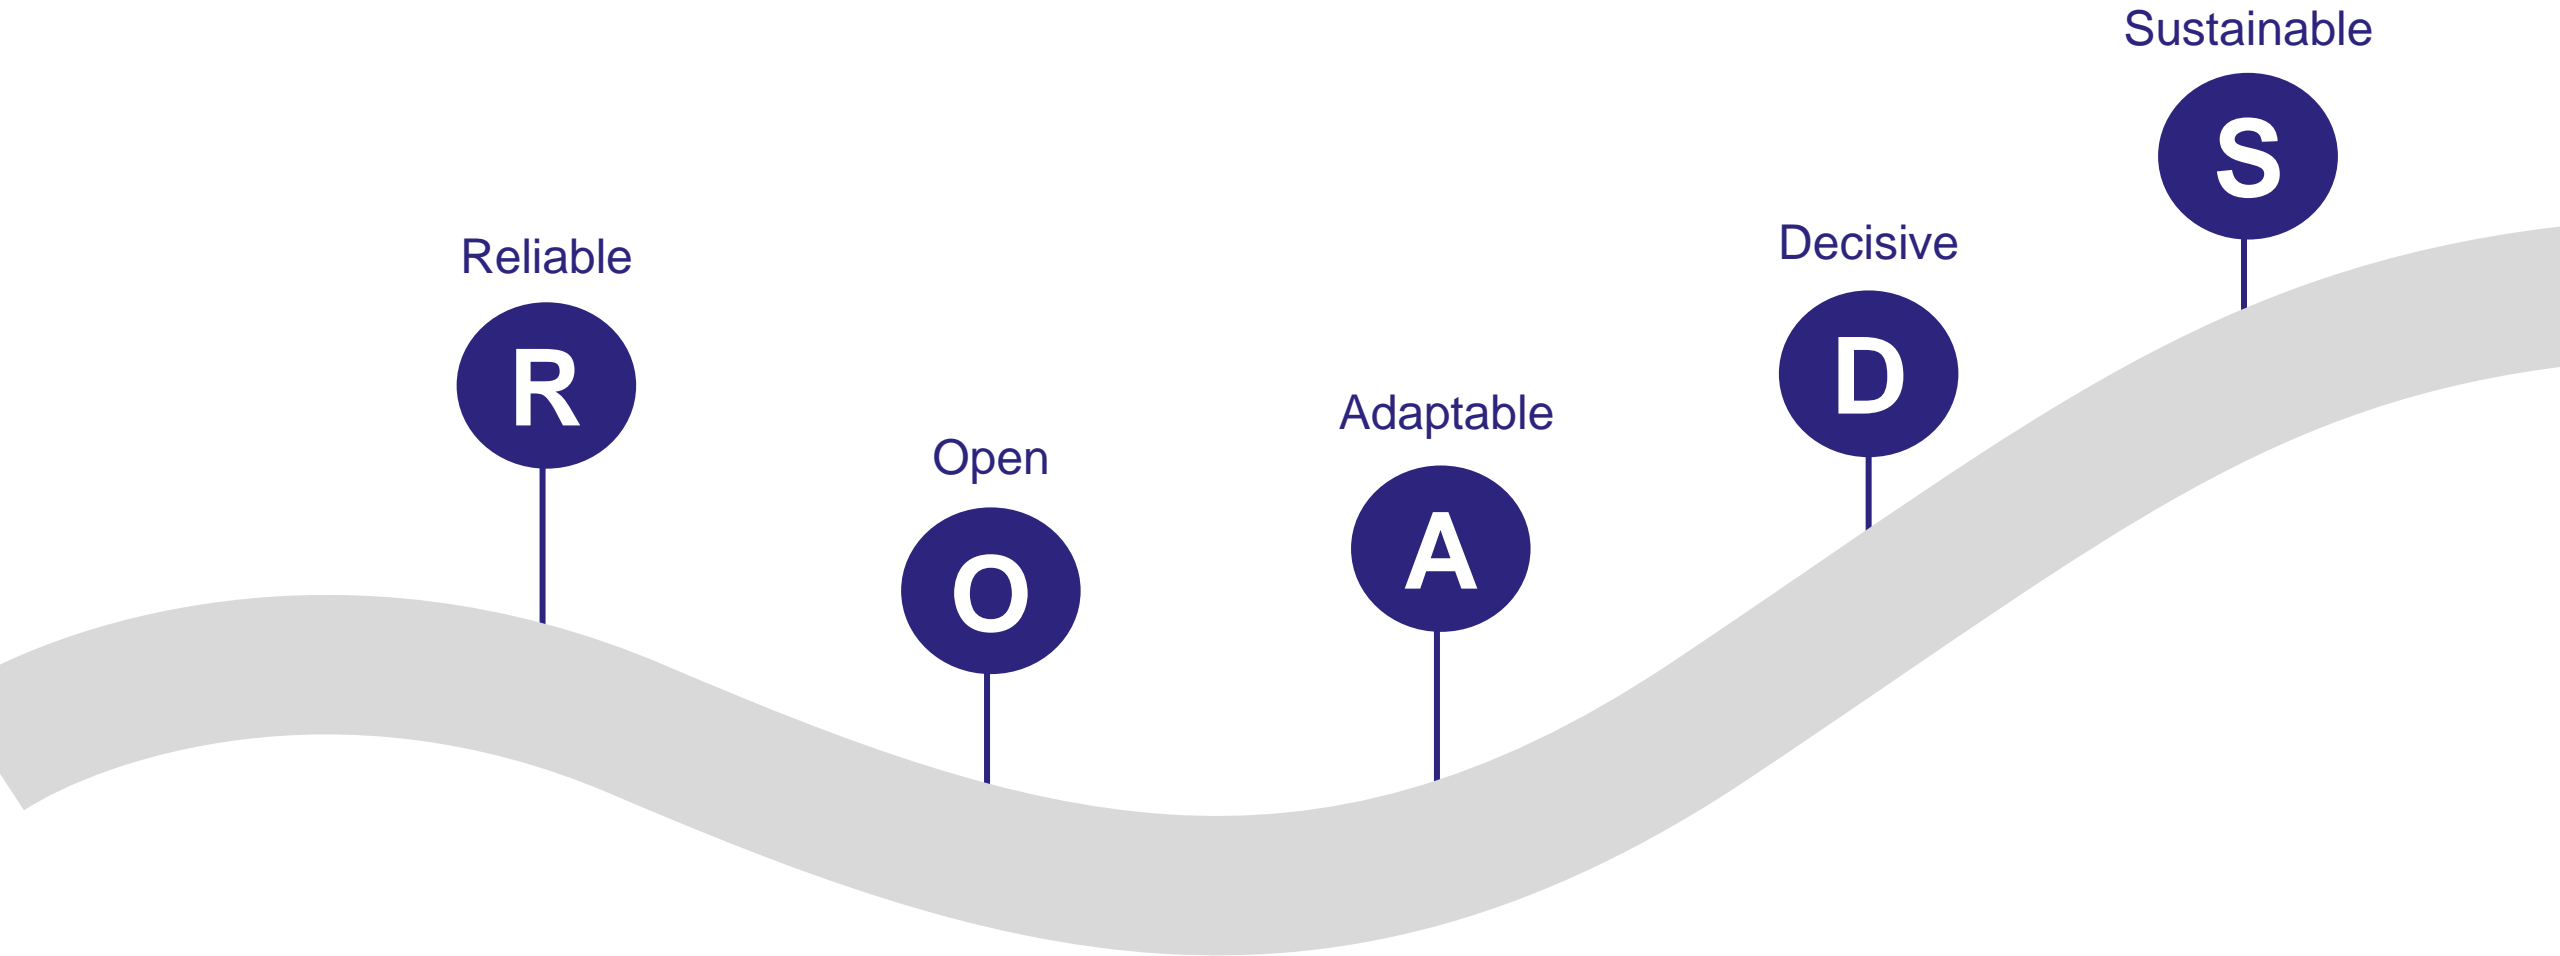 Reliable
R
Open
O
Adaptable
A
Decisive
D
Sustainable
S